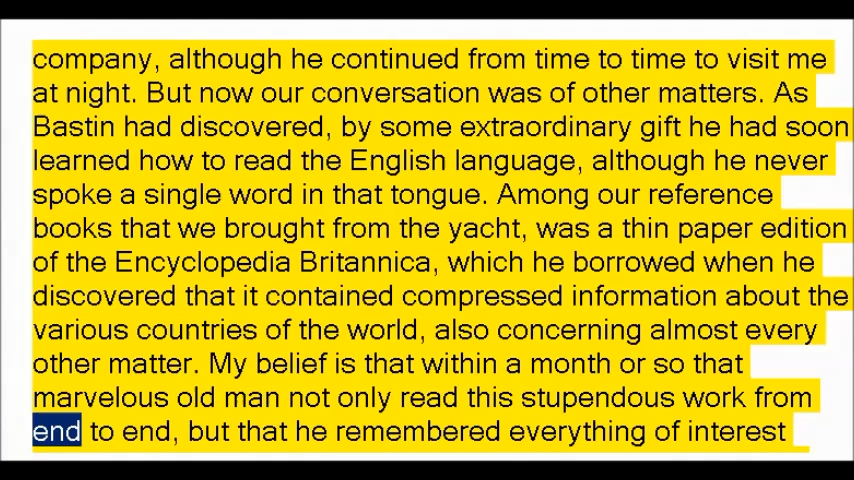 company, although he continued from time to time to visit me
at night. But now our conversation was of other matters. As
Bastin had discovered, by some extraordinary gift he had soon
learned how to read the English language, although he never
spoke a single word in that tongue. Among our reference
books that we brought from the yacht, was a thin paper edition
of the Encyclopedia Britannica, which he borrowed when he
discovered that it contained compressed information about the
various countries of the world, also concerning almost every
other matter. My belief is that within a month or so that
marvelous old man not only read this stupendous work from
end to end, but that he remembered everything of interest